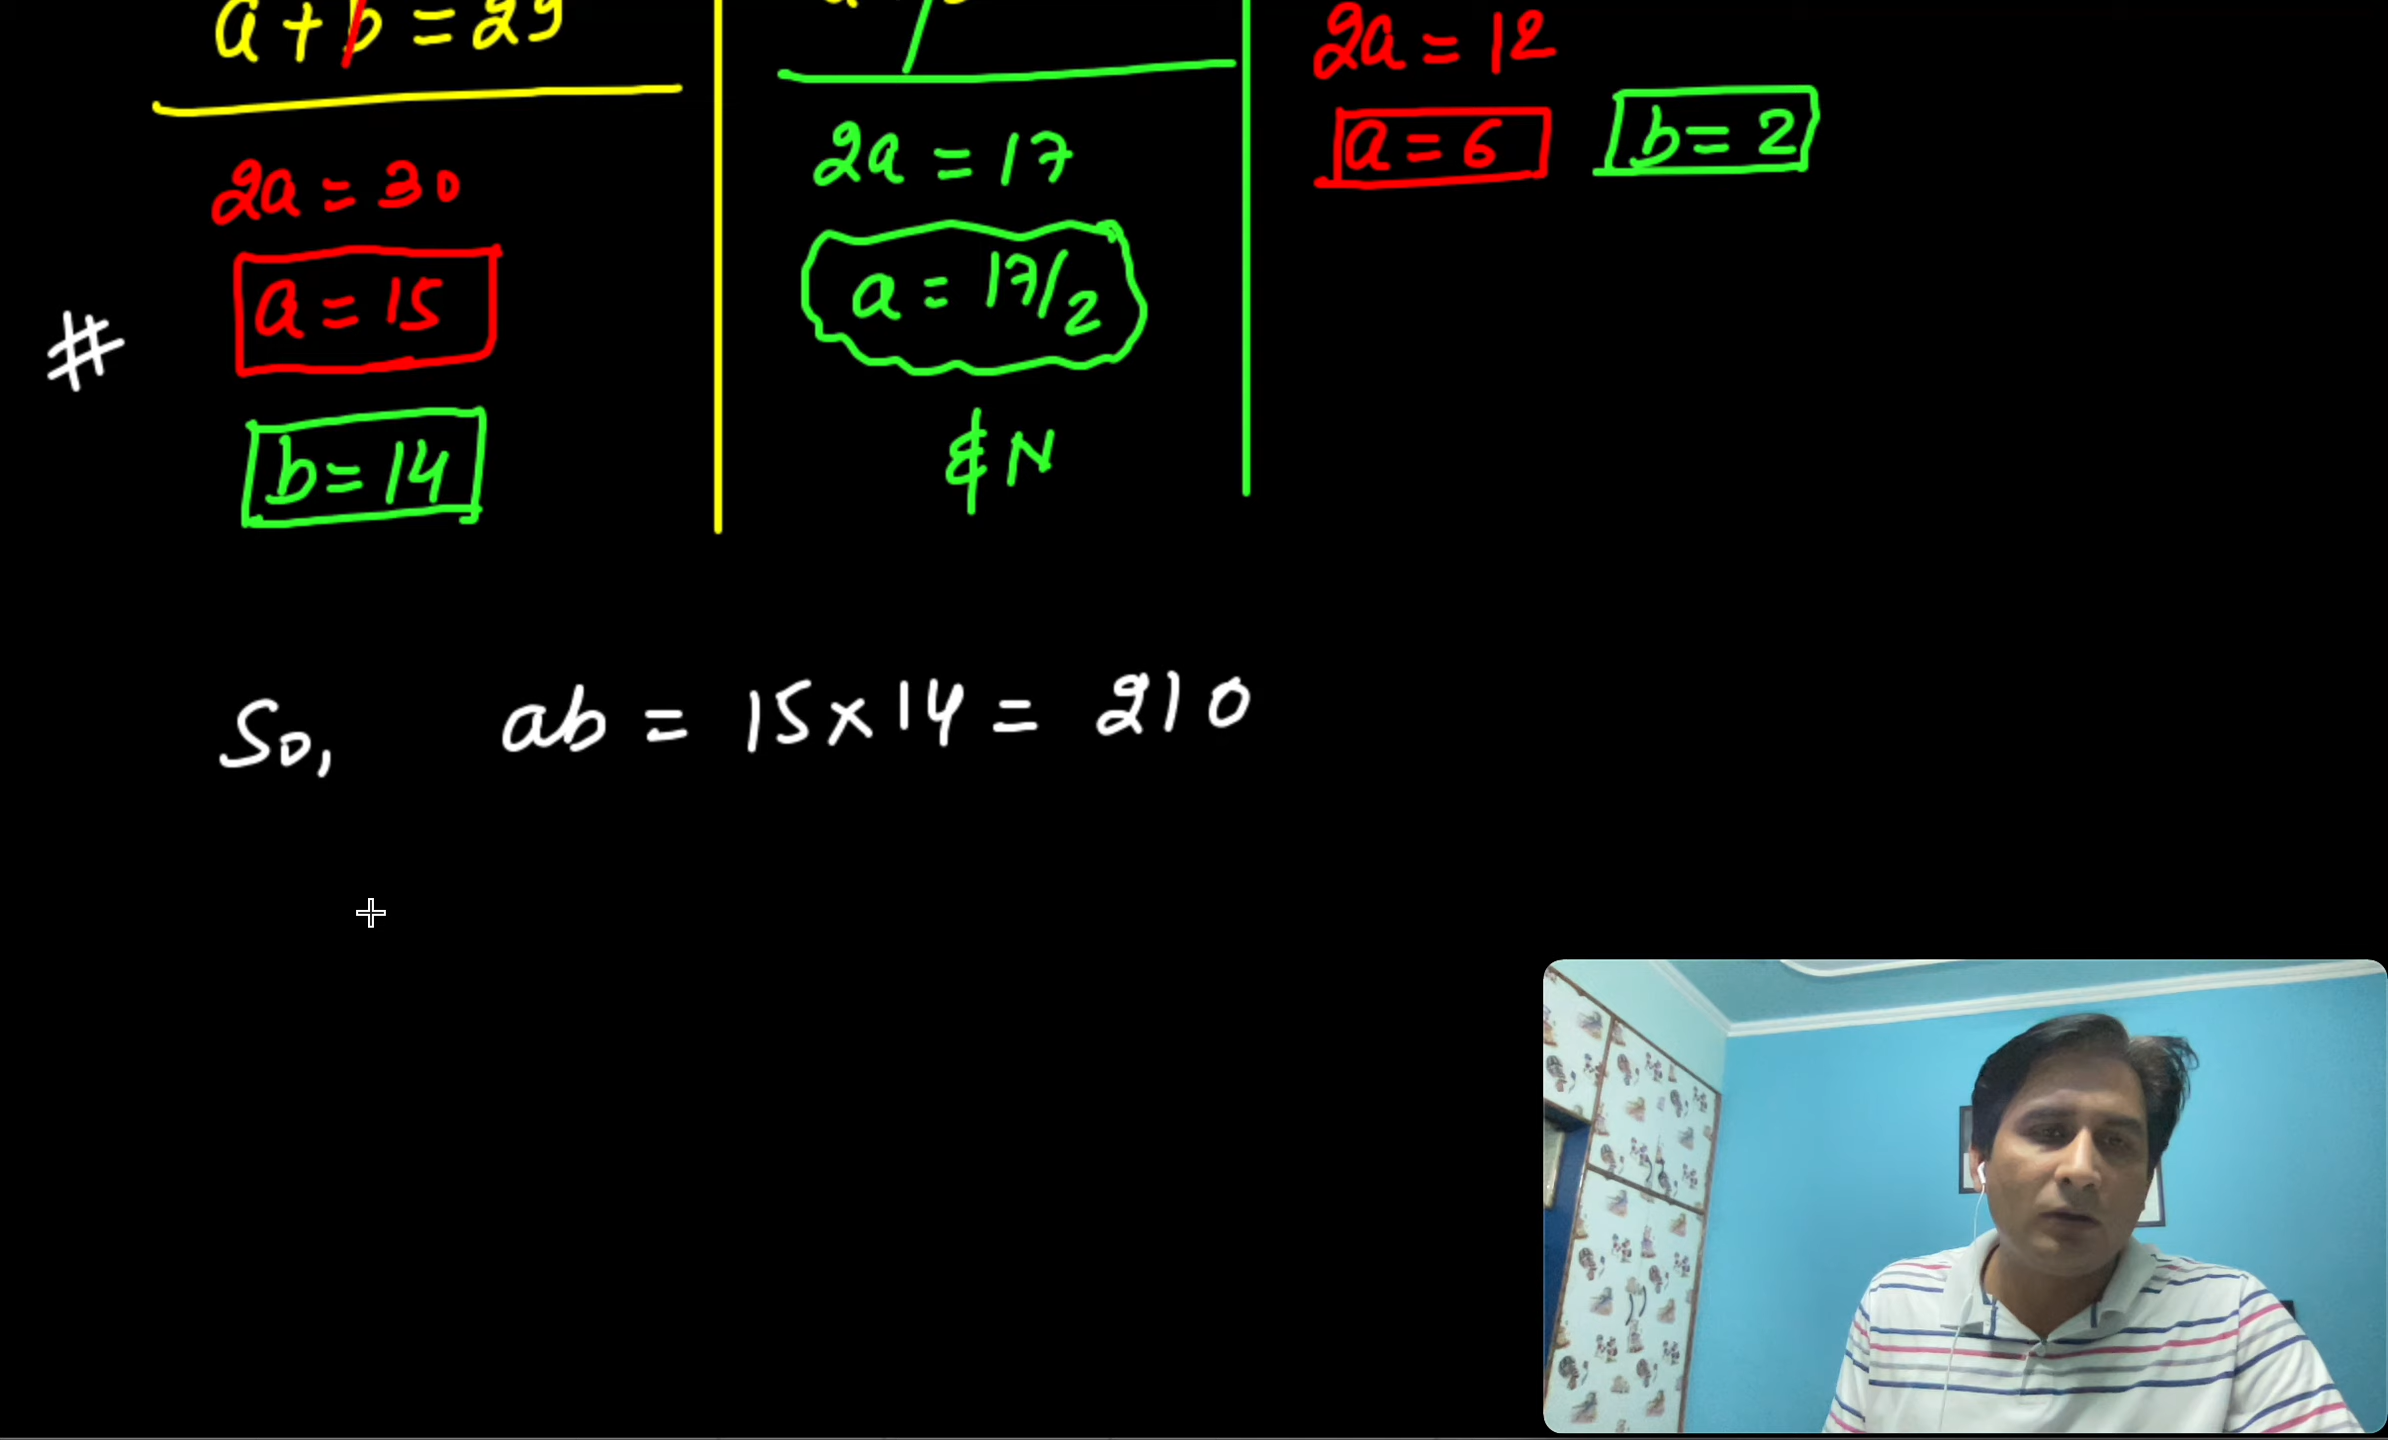 a + b = 29
2a = 30
a = 15
b = 14
#
2a = 17
a = 17/2
∉ N
2a = 12
a = 6
b = 2
So, ab = 15 × 14 = 210